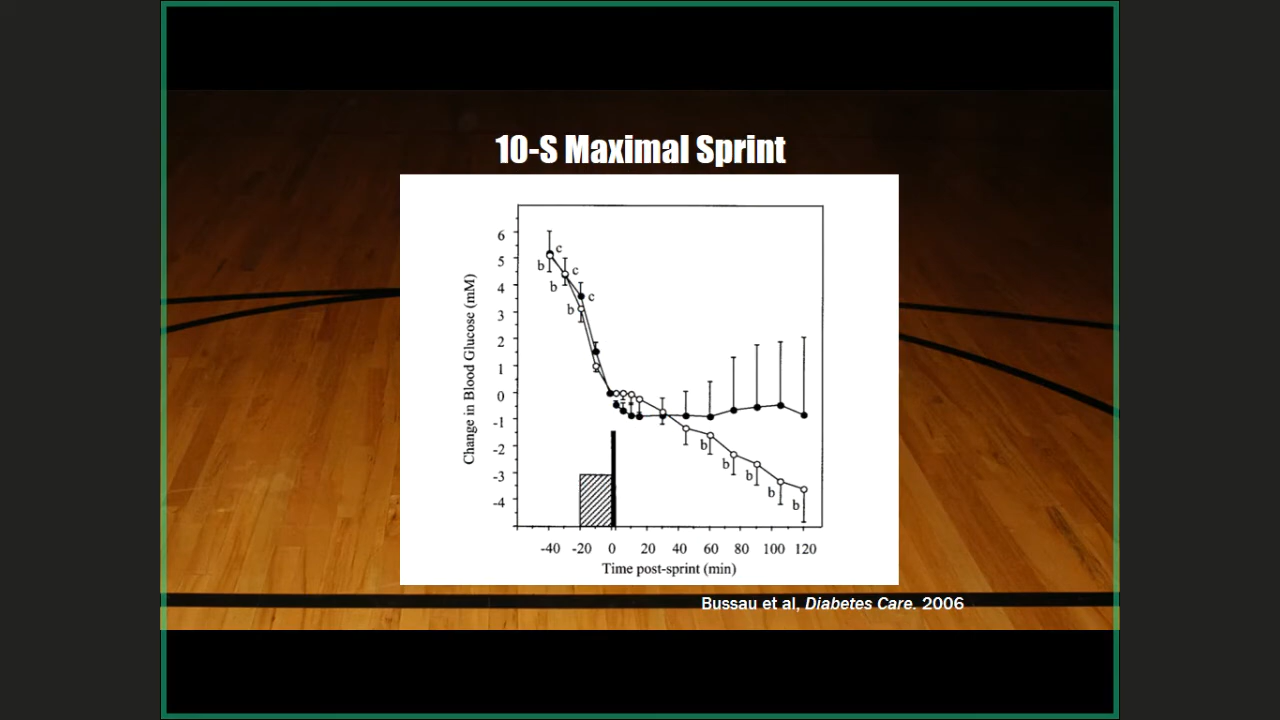 10-S Maximal Sprint
Change in Blood Glucose (mM)
6
5
4
3
2
1
0
-1
-2
-3
-4
c
c
c
b
b
b
b
b
b
b
b
-40 -20 0 20 40 60 80 100 120
Time post-sprint (min)
Bussau et al, Diabetes Care. 2006